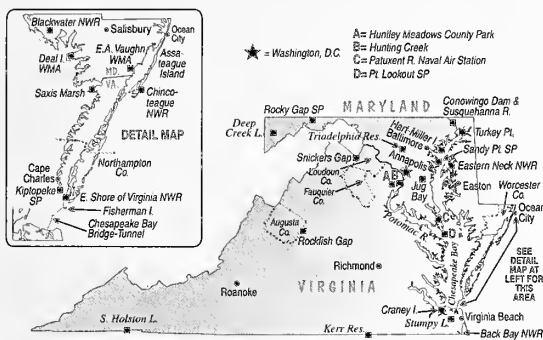 Blackwater NWR
Salisbury
Ocean
City
Deal I.
WMA
E.A. Vaughn
WMA
Assa-
teague
Island
MD
VA
Saxis Marsh
Chinco-
teague
NWR
DETAIL MAP
Northampton
Co.
Cape
Charles
Kiptopeke
SP
E. Shore of Virginia NWR
Fisherman I.
Chesapeake Bay
Bridge-Tunnel
= Washington, D.C.
A= Huntley Meadows County Park
B= Hunting Creek
C= Patuxent R. Naval Air Station
D= Pt. Lookout SP
Rocky Gap SP
MARYLAND
Conowingo Dam &
Susquehanna R.
Deep
Creek L.
Triadelphia Res.
Hart-Miller I.
Baltimore
Turkey Pt.
Sandy Pt. SP
Snickers Gap
Annapolis
Eastern Neck NWR
Loudoun
Co.
Fauquier
Co.
A B
Jug
Bay
Easton
Worcester
Co.
Ocean
City
Potomac R.
C
D
Augusta
Co.
Rockfish Gap
Chesapeake Bay
SEE
DETAIL
MAP AT
LEFT FOR
THIS
AREA
Richmond
Roanoke
VIRGINIA
Craney I.
Stumpy L.
Virginia Beach
S. Holston L.
Kerr Res.
Back Bay NWR